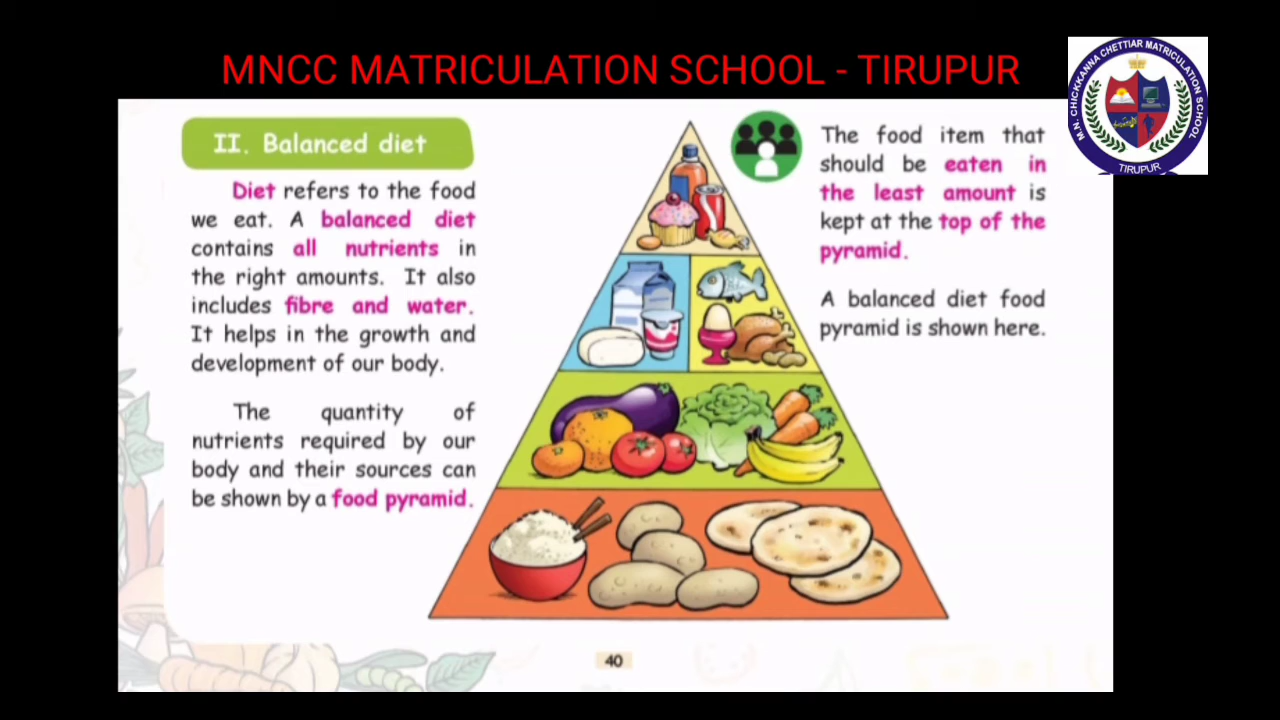 MNCC MATRICULATION SCHOOL - TIRUPUR
M.N. CHICKKANNA CHETTIAR MATRICULATION SCHOOL
TIRUPUR
II. Balanced diet
Diet refers to the food
we eat. A balanced diet
contains all nutrients in
the right amounts. It also
includes fibre and water.
It helps in the growth and
development of our body.
The quantity of
nutrients required by our
body and their sources can
be shown by a food pyramid.
The food item that
should be eaten in
the least amount is
kept at the top of the
pyramid.
A balanced diet food
pyramid is shown here.
40